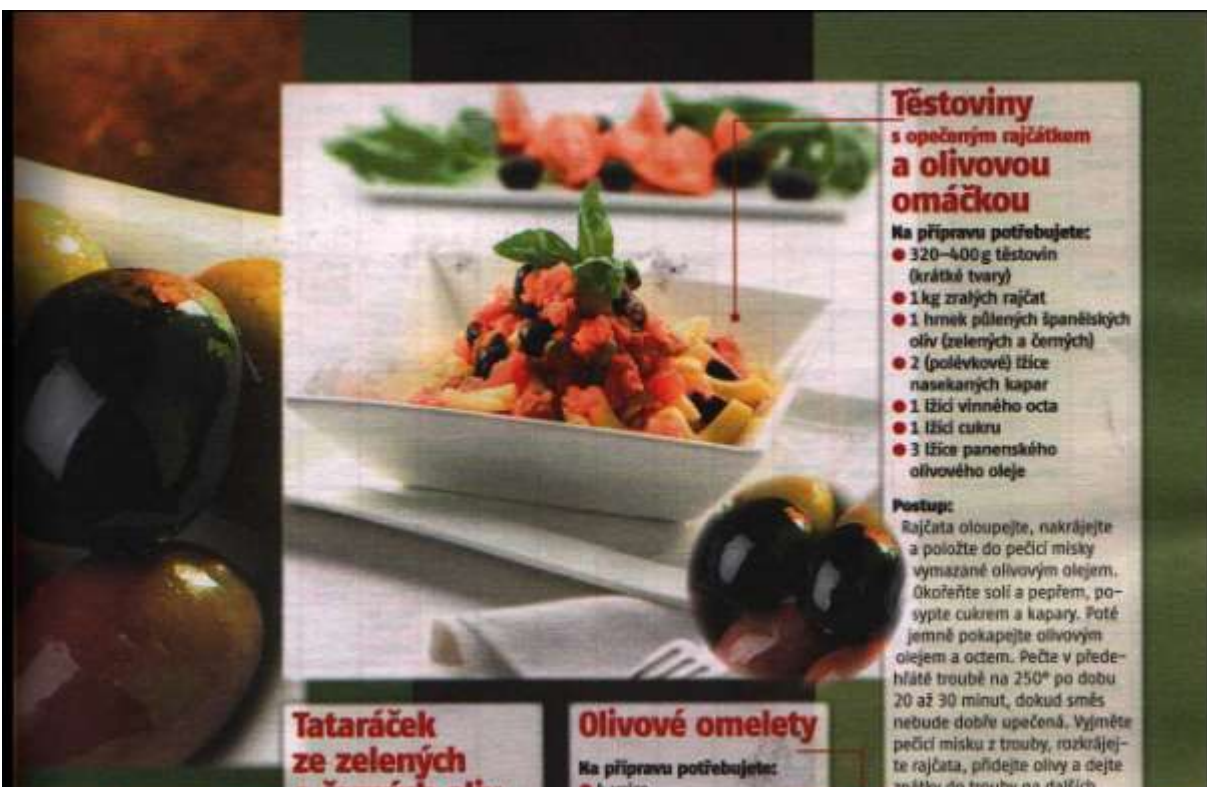 Těstoviny
s opečeným rajčátkem
a olivovou
omáčkou
Na přípravu potřebujete:
● 320–400 g těstovin
(krátké tvary)
● 1 kg zralých rajčat
● 1 hrnek půlených španělských
oliv (zelených a černých)
● 2 (polévkové) lžíce
nasekaných kapar
● 1 lžíci vinného octa
● 1 lžíci cukru
● 3 lžíce panenského
olivového oleje
Postup:
Rajčata oloupejte, nakrájejte
a položte do pečicí misky
vymazané olivovým olejem.
Okořeňte solí a pepřem, po-
sypte cukrem a kapary. Poté
jemně pokapejte olivovým
olejem a octem. Pečte v přede-
hřáté troubě na 250° po dobu
20 až 30 minut, dokud směs
nebude dobře upečená. Vyjměte
pečicí misku z trouby, rozkrájej-
te rajčata, přidejte olivy a dejte
zpátky do trouby na dalších
Tataráček
ze zelených
Olivové omelety
Na přípravu potřebujete: